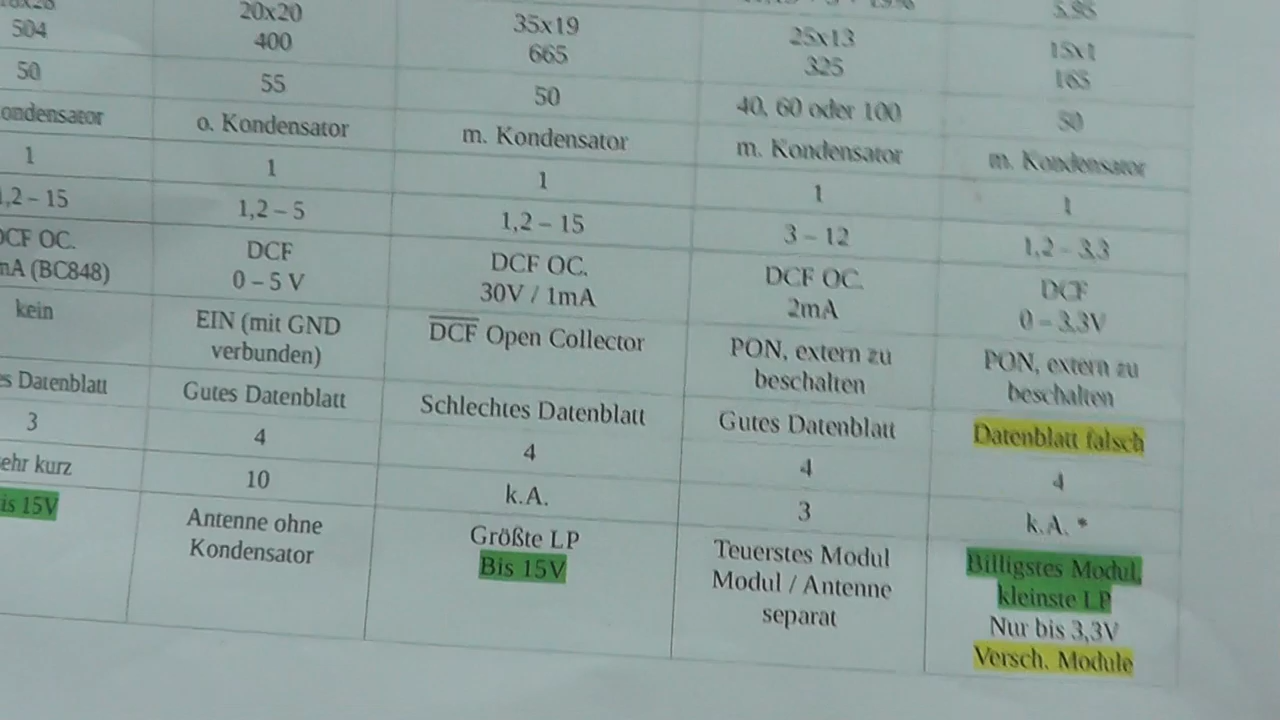 20x20
35x19
25x13
15x1
504
400
665
325
165
50
55
50
40, 60 oder 100
50
ondensator
o. Kondensator
m. Kondensator
m. Kondensator
m. Kondensator
1
1
1
1
1
1,2 – 15
1,2 – 5
1,2 – 15
3 – 12
1,2 – 3,3
DCF OC.
mA (BC848)
DCF
0 – 5 V
DCF OC.
30V / 1mA
DCF OC.
2mA
DCF
0 – 3,3V
kein
EIN (mit GND
verbunden)
DCF Open Collector
PON, extern zu
beschalten
PON, extern zu
beschalten
es Datenblatt
Gutes Datenblatt
Schlechtes Datenblatt
Gutes Datenblatt
Datenblatt falsch
3
4
4
4
4
ehr kurz
10
k.A.
3
k.A. *
is 15V
Antenne ohne
Kondensator
Größte LP
Bis 15V
Teuerstes Modul
Modul / Antenne
separat
Billigstes Modul,
kleinste LP
Nur bis 3,3V
Versch. Module